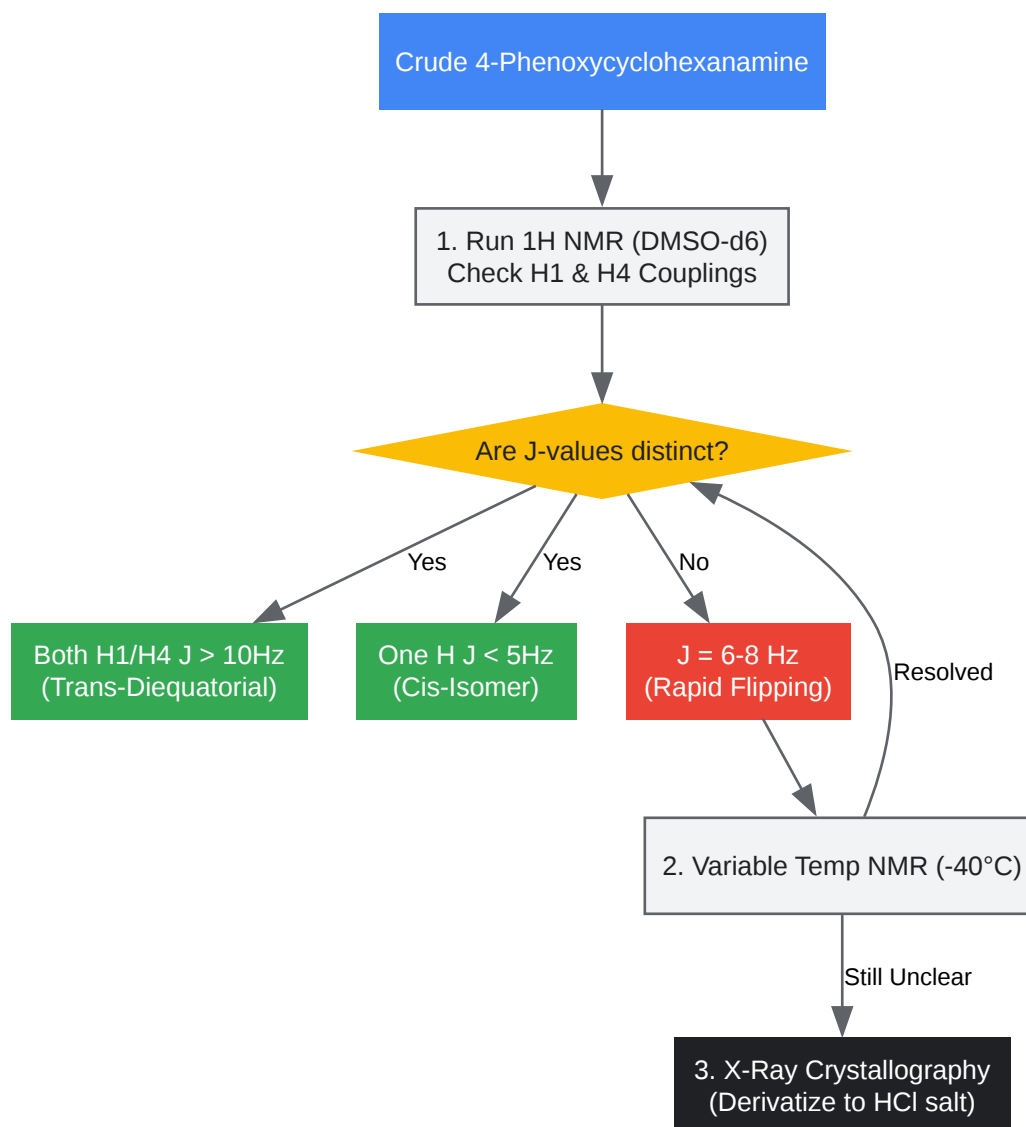 Crude 4-Phenoxycyclohexanamine
1. Run 1H NMR (DMSO-d6)
Check H1 & H4 Couplings
Are J-values distinct?
Yes
Yes
No
Both H1/H4 J > 10Hz
(Trans-Diequatorial)
One H J < 5Hz
(Cis-Isomer)
J = 6-8 Hz
(Rapid Flipping)
Resolved
2. Variable Temp NMR (-40°C)
Still Unclear
3. X-Ray Crystallography
(Derivatize to HCl salt)